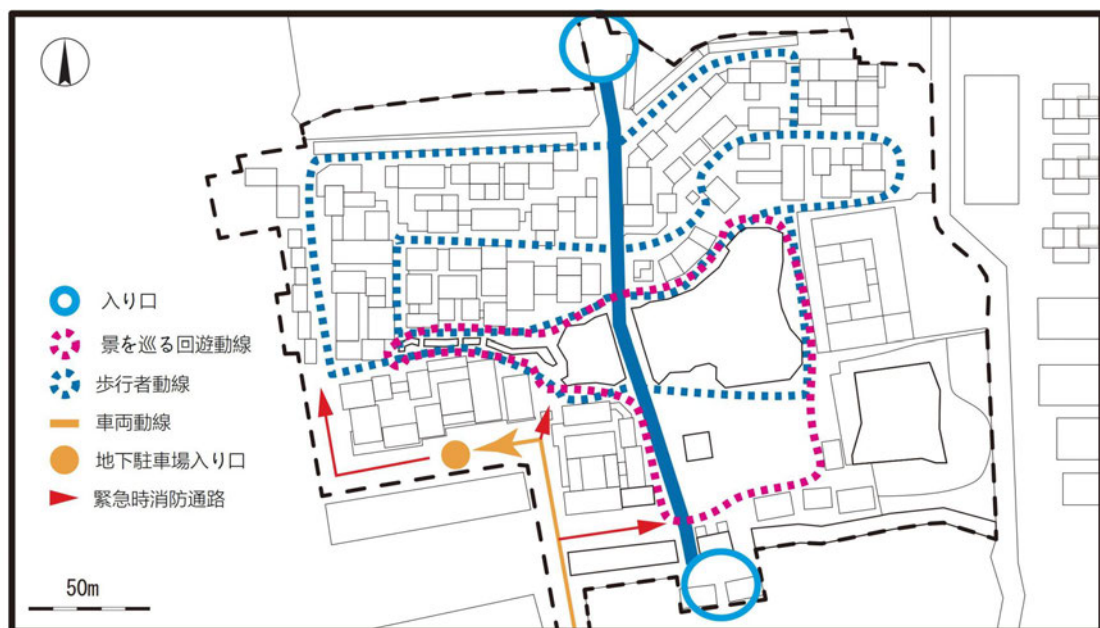 入り口
景を巡る回遊動線
歩行者動線
車両動線
地下駐車場入り口
緊急時消防通路
50m